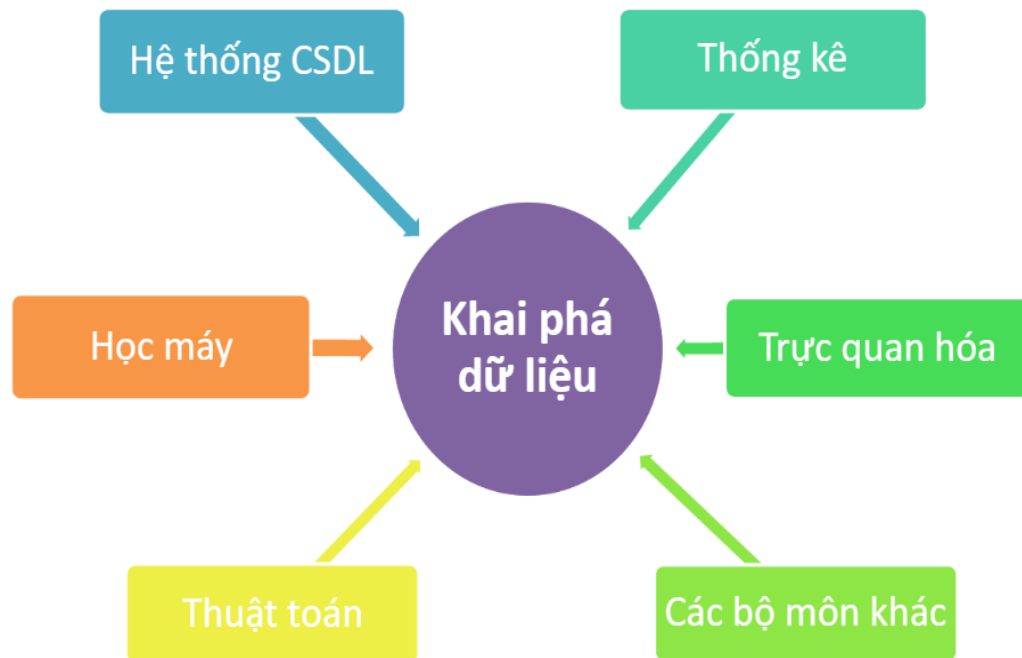 Hệ thống CSDL
Thống kê
Học máy
Khai phá
dữ liệu
Trực quan hóa
Thuật toán
Các bộ môn khác